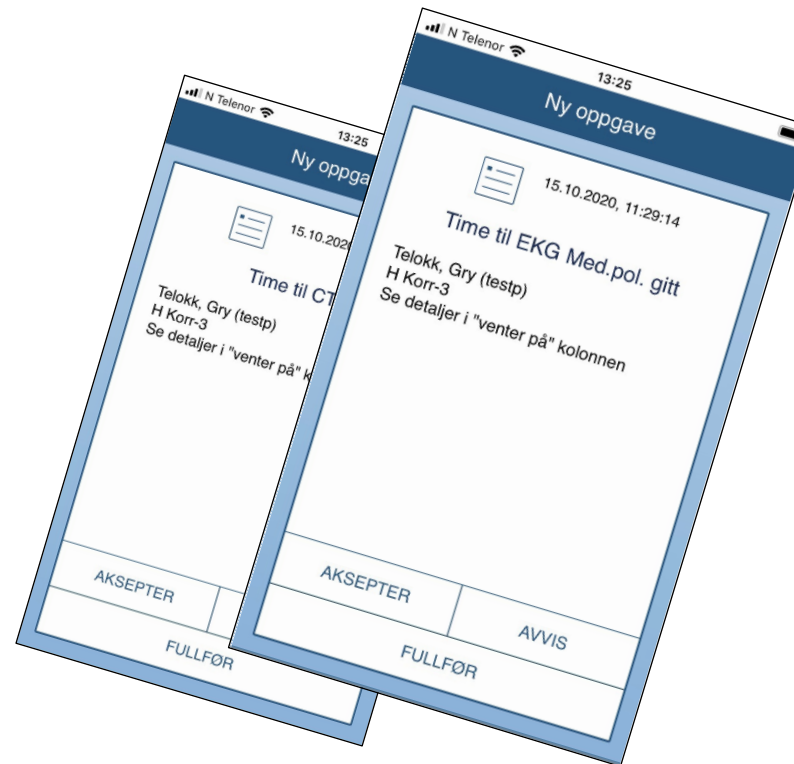 N Telenor
13:25
Ny oppga
15.10.202
Time til CT
Telokk, Gry (testp)
H Korr-3
Se detaljer i "venter på" k
AKSEPTER
FULLFØR
N Telenor
13:25
Ny oppgave
15.10.2020, 11:29:14
Time til EKG Med.pol. gitt
Telokk, Gry (testp)
H Korr-3
Se detaljer i "venter på" kolonnen
AKSEPTER AVVIS
FULLFØR